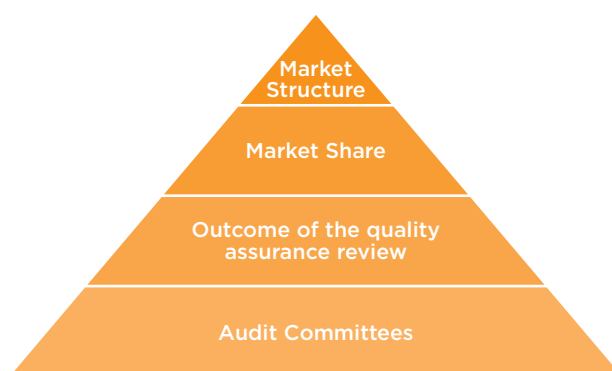 Market
Structure
Market Share
Outcome of the quality
assurance review
Audit Committees